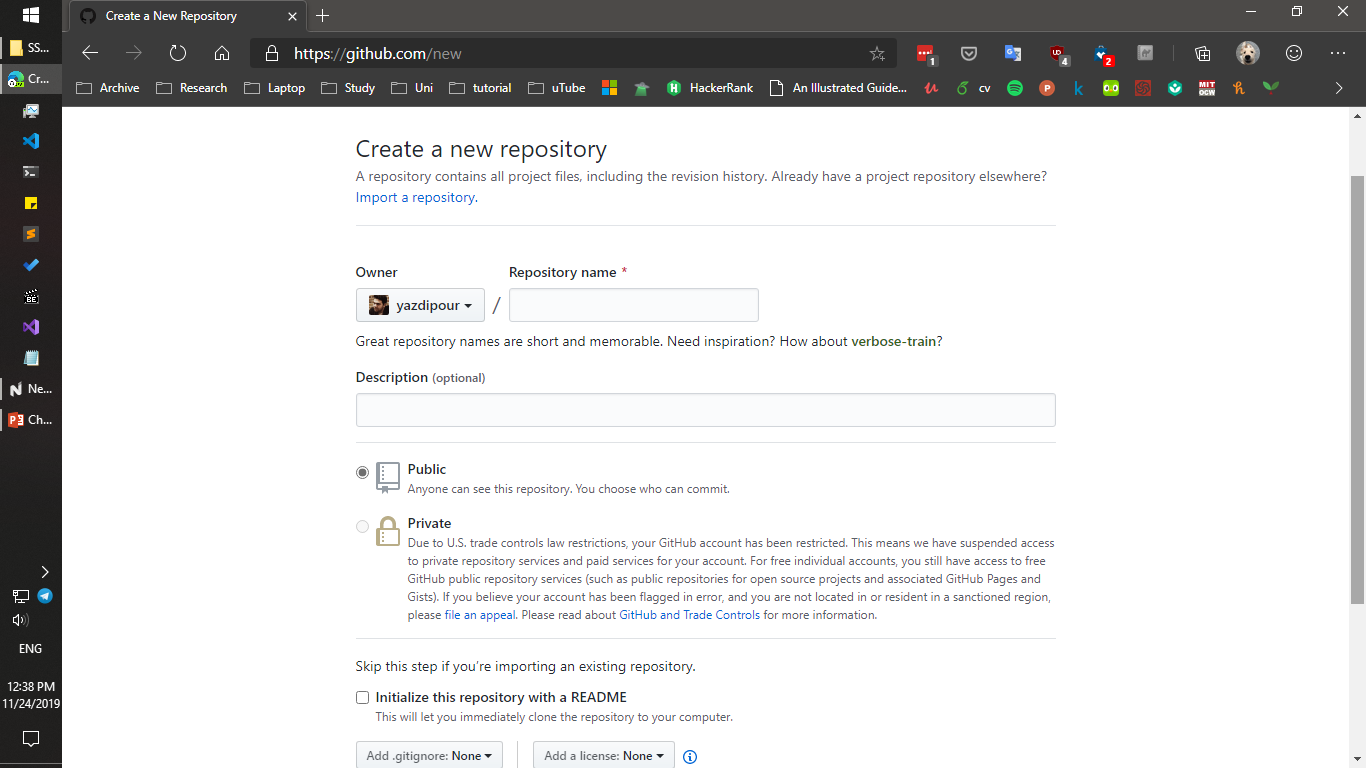 Create a New Repository
SS...
https://github.com/new
1
4
2
Cr...
Archive
Research
Laptop
Study
Uni
tutorial
uTube
HackerRank
An Illustrated Guide...
cv
MIT OCW
Create a new repository
A repository contains all project files, including the revision history. Already have a project repository elsewhere?
Import a repository.
Owner
Repository name *
yazdipour
/
Great repository names are short and memorable. Need inspiration? How about verbose-train?
Description (optional)
Public
Anyone can see this repository. You choose who can commit.
Private
Due to U.S. trade controls law restrictions, your GitHub account has been restricted. This means we have suspended access
to private repository services and paid services for your account. For free individual accounts, you still have access to free
GitHub public repository services (such as public repositories for open source projects and associated GitHub Pages and
Gists). If you believe your account has been flagged in error, and you are not located in or resident in a sanctioned region,
please file an appeal. Please read about GitHub and Trade Controls for more information.
Skip this step if you're importing an existing repository.
Initialize this repository with a README
This will let you immediately clone the repository to your computer.
Add .gitignore: None
Add a license: None
BE
Ne...
Ch...
ENG
12:38 PM
11/24/2019